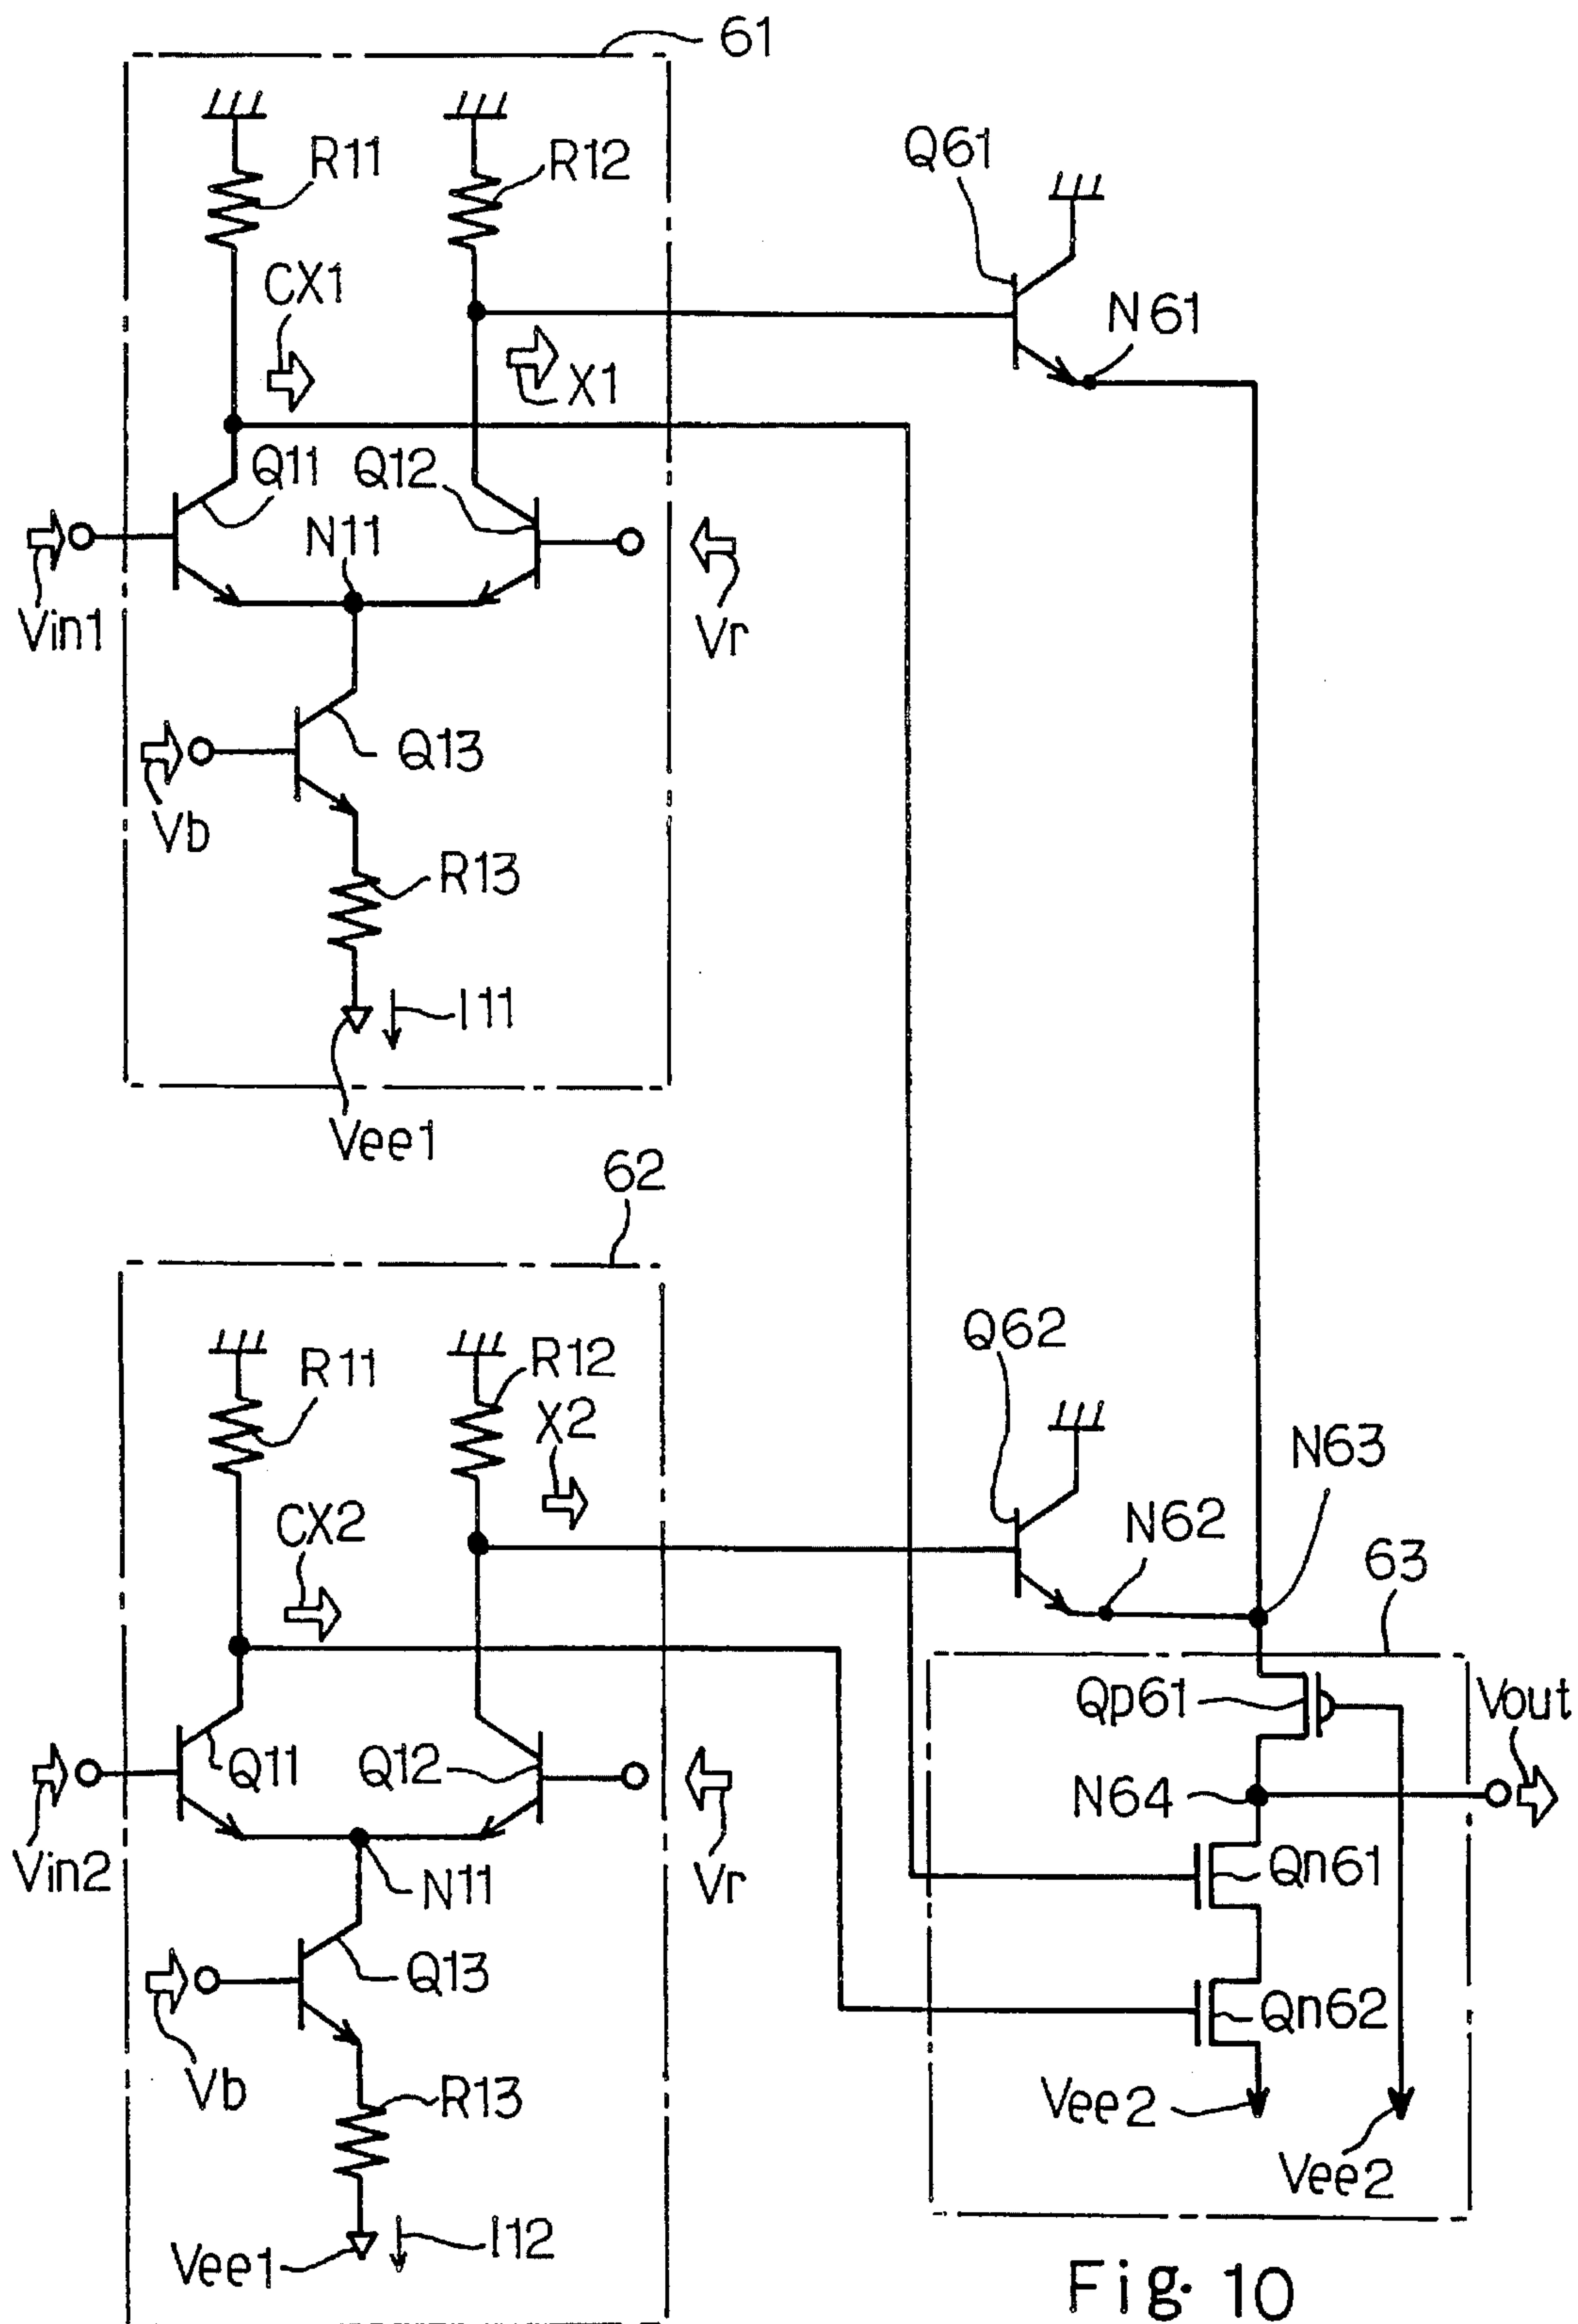 61
R11
R12
Q61
CX1
N61
X1
Q11
Q12
N11
Vin1
Vr
Q13
Vb
R13
I11
Vee1
62
R11
R12
Q62
X2
N63
CX2
N62
63
Qp61
Vout
Q11
Q12
N64
Vin2
N11
Vr
Qn61
Q13
Qn62
Vb
R13
Vee2
Vee2
Vee1
I12
Fig. 10